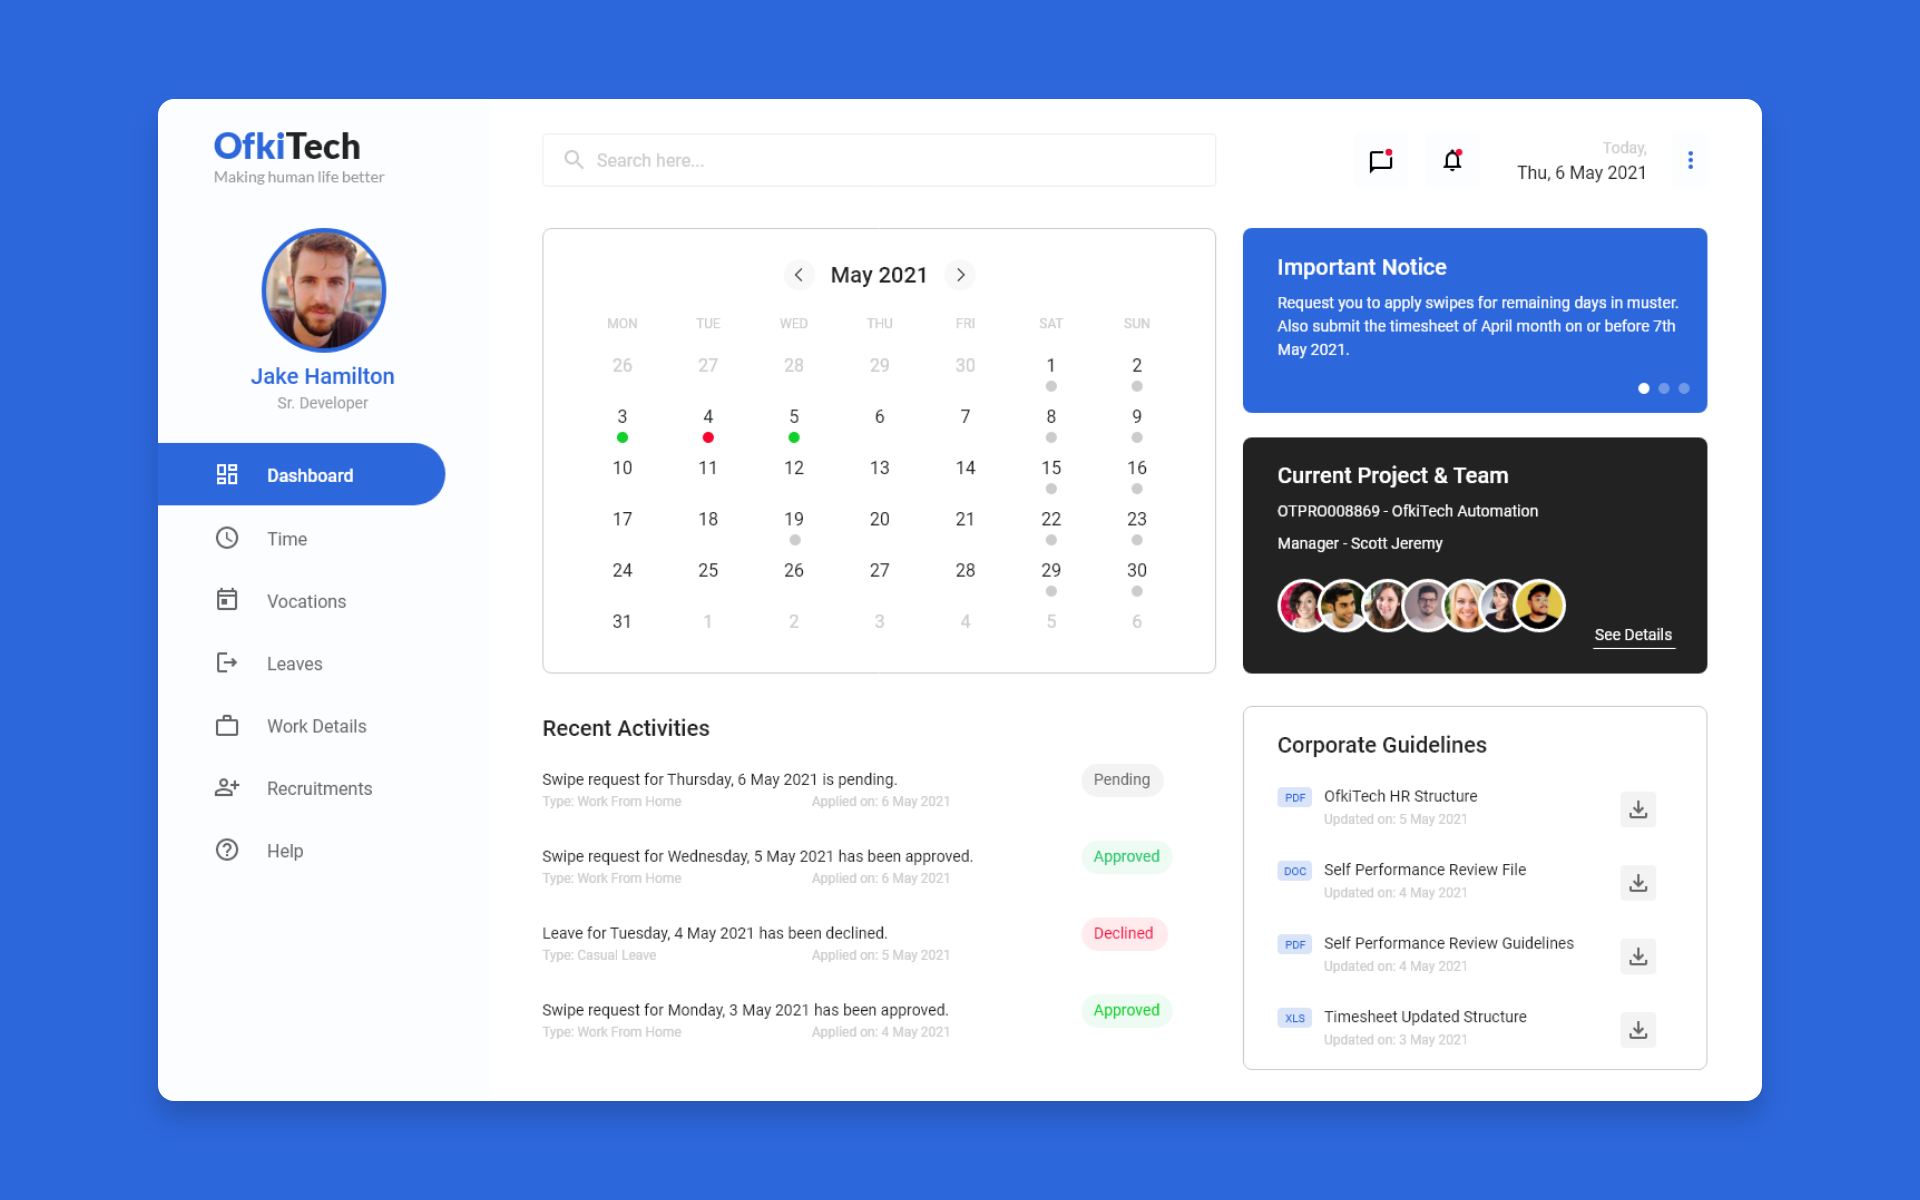 OfkiTech
Making human life better
Jake Hamilton
Sr. Developer
Dashboard
Time
Vocations
Leaves
Work Details
Recruitments
Help
Search here...
Today,
Thu, 6 May 2021
May 2021
MON TUE WED THU FRI SAT SUN
26 27 28 29 30 1 2
3 4 5 6 7 8 9
10 11 12 13 14 15 16
17 18 19 20 21 22 23
24 25 26 27 28 29 30
31 1 2 3 4 5 6
Important Notice
Request you to apply swipes for remaining days in muster.
Also submit the timesheet of April month on or before 7th
May 2021.
Current Project & Team
OTPRO008869 - OfkiTech Automation
Manager - Scott Jeremy
See Details
Recent Activities
Swipe request for Thursday, 6 May 2021 is pending.
Type: Work From Home Applied on: 6 May 2021
Pending
Swipe request for Wednesday, 5 May 2021 has been approved.
Type: Work From Home Applied on: 6 May 2021
Approved
Leave for Tuesday, 4 May 2021 has been declined.
Type: Casual Leave Applied on: 5 May 2021
Declined
Swipe request for Monday, 3 May 2021 has been approved.
Type: Work From Home Applied on: 4 May 2021
Approved
Corporate Guidelines
PDF OfkiTech HR Structure
Updated on: 5 May 2021
DOC Self Performance Review File
Updated on: 4 May 2021
PDF Self Performance Review Guidelines
Updated on: 4 May 2021
XLS Timesheet Updated Structure
Updated on: 3 May 2021